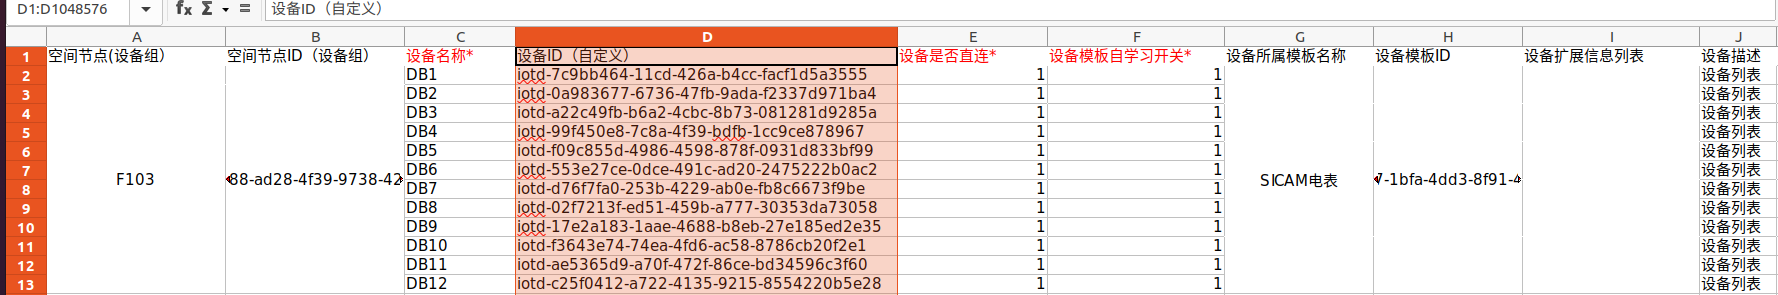 D1:D1048576 fx Σ = 设备ID（自定义）
A B C D E F G H I J
1 空间节点(设备组） 空间节点ID（设备组） 设备名称* 设备ID（自定义） 设备是否直连* 设备模板自学习开关* 设备所属模板名称 设备模板ID 设备扩展信息列表 设备描述
2 DB1 iotd-7c9bb464-11cd-426a-b4cc-facf1d5a3555 1 1 设备列表
3 DB2 iotd-0a983677-6736-47fb-9ada-f2337d971ba4 1 1 设备列表
4 DB3 iotd-a22c49fb-b6a2-4cbc-8b73-081281d9285a 1 1 设备列表
5 DB4 iotd-99f450e8-7c8a-4f39-bdfb-1cc9ce878967 1 1 设备列表
6 DB5 iotd-f09c855d-4986-4598-878f-0931d833bf99 1 1 设备列表
7 DB6 iotd-553e27ce-0dce-491c-ad20-2475222b0ac2 1 1 设备列表
F103 88-ad28-4f39-9738-42 SICAM电表 7-1bfa-4dd3-8f91-4
8 DB7 iotd-d76f7fa0-253b-4229-ab0e-fb8c6673f9be 1 1 设备列表
9 DB8 iotd-02f7213f-ed51-459b-a777-30353da73058 1 1 设备列表
10 DB9 iotd-17e2a183-1aae-4688-b8eb-27e185ed2e35 1 1 设备列表
11 DB10 iotd-f3643e74-74ea-4fd6-ac58-8786cb20f2e1 1 1 设备列表
12 DB11 iotd-ae5365d9-a70f-472f-86ce-bd34596c3f60 1 1 设备列表
13 DB12 iotd-c25f0412-a722-4135-9215-8554220b5e28 1 1 设备列表